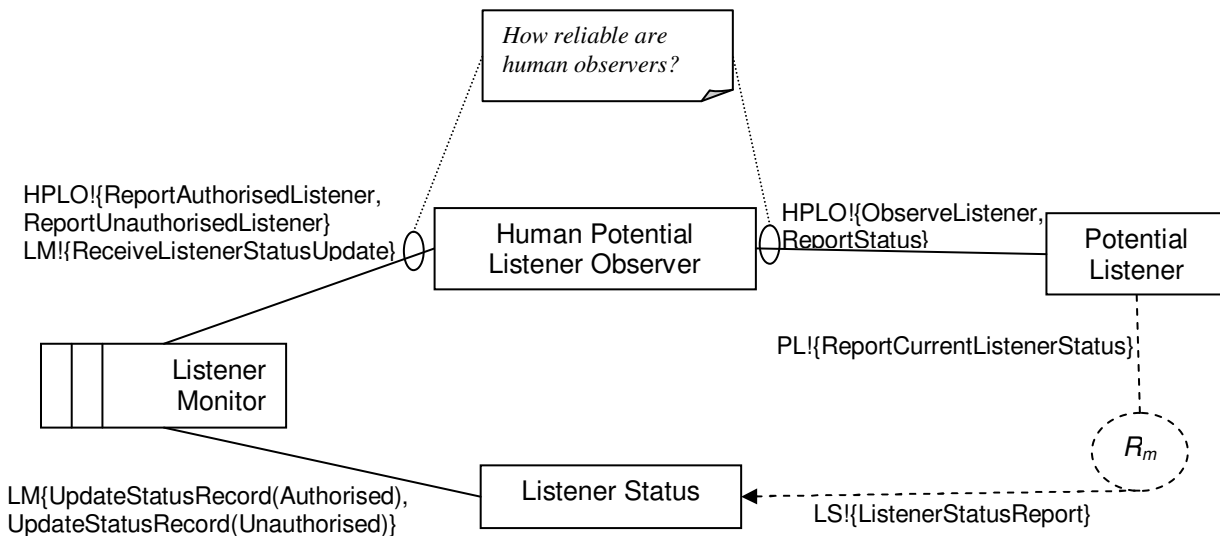 How reliable are
human observers?
HPLO!{ReportAuthorisedListener,
ReportUnauthorisedListener}
LM!{ReceiveListenerStatusUpdate}
Human Potential
Listener Observer
HPLO!{ObserveListener,
ReportStatus}
Potential
Listener
PL!{ReportCurrentListenerStatus}
Listener
Monitor
Rm
LM{UpdateStatusRecord(Authorised),
UpdateStatusRecord(Unauthorised)}
Listener Status
LS!{ListenerStatusReport}